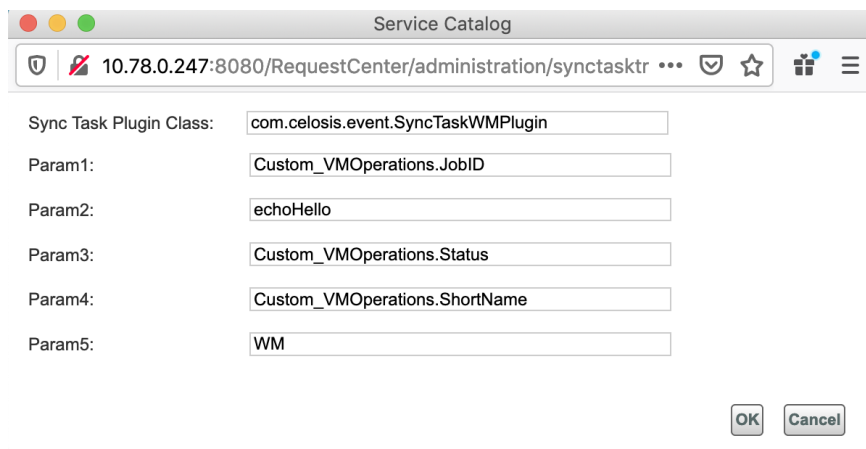 Service Catalog
10.78.0.247:8080/RequestCenter/administration/synctasktr
Sync Task Plugin Class: com.celosis.event.SyncTaskWMPlugin
Param1: Custom_VMOperations.JobID
Param2: echoHello
Param3: Custom_VMOperations.Status
Param4: Custom_VMOperations.ShortName
Param5: WM
OK Cancel